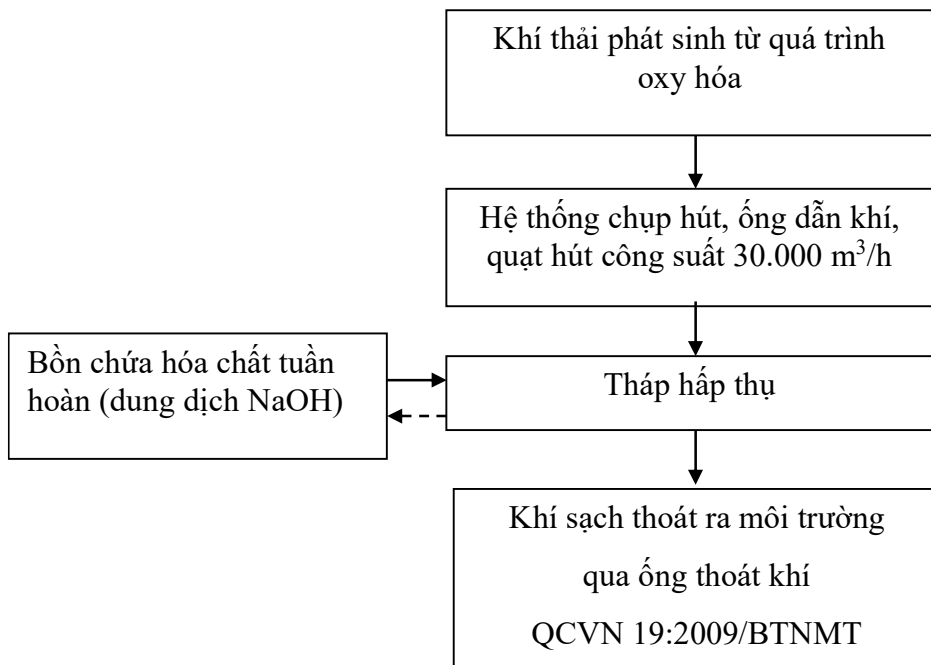 Khí thải phát sinh từ quá trình
oxy hóa
Hệ thống chụp hút, ống dẫn khí,
quạt hút công suất 30.000 m³/h
Bồn chứa hóa chất tuần
hoàn (dung dịch NaOH)
Tháp hấp thụ
Khí sạch thoát ra môi trường
qua ống thoát khí
QCVN 19:2009/BTNMT